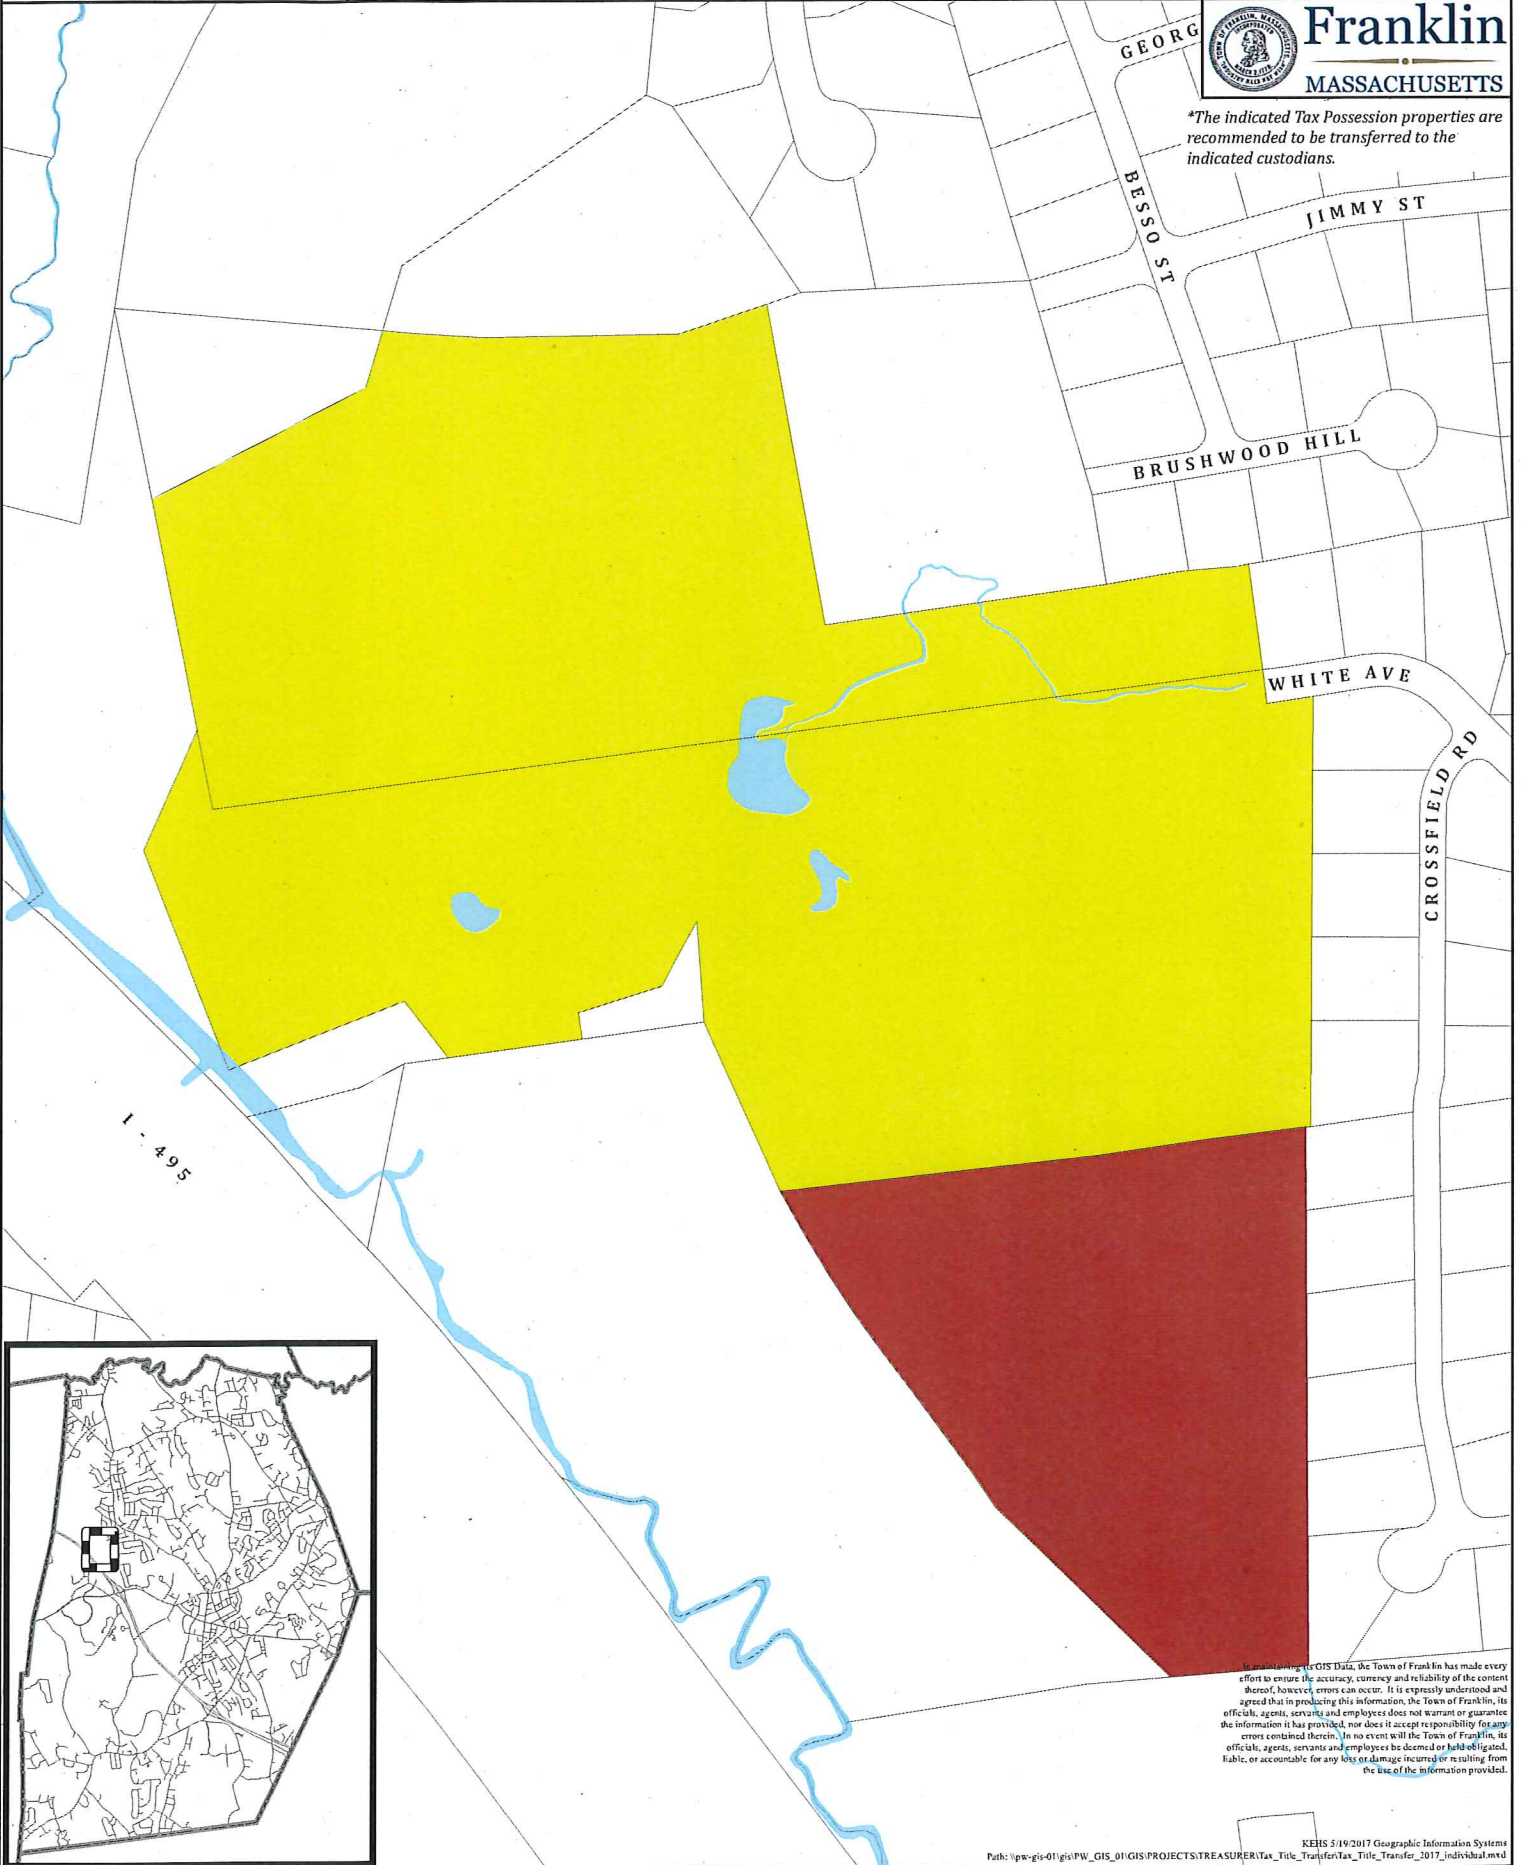 Franklin
MASSACHUSETTS
*The indicated Tax Possession properties are
recommended to be transferred to the
indicated custodians.
GEORG
BESSO ST
JIMMY ST
BRUSHWOOD HILL
WHITE AVE
CROSSFIELD RD
I - 495
In maintaining its GIS Data, the Town of Franklin has made every
effort to ensure the accuracy, currency and reliability of the content
thereof, however, errors can occur. It is expressly understood and
agreed that in producing this information, the Town of Franklin, its
officials, agents, servants and employees does not warrant or guarantee
the information it has provided, nor does it accept responsibility for any
errors contained therein. In no event will the Town of Franklin, its
officials, agents, servants and employees be deemed or held obligated,
liable, or accountable for any loss or damage incurred or resulting from
the use of the information provided.
KEHS 5/19/2017 Geographic Information Systems
Path: \\pw-gis-01\gis\PW_GIS_01\GIS\PROJECTS\TREASURER\Tax_Title_Transfer\Tax_Title_Transfer_2017_individual.mxd